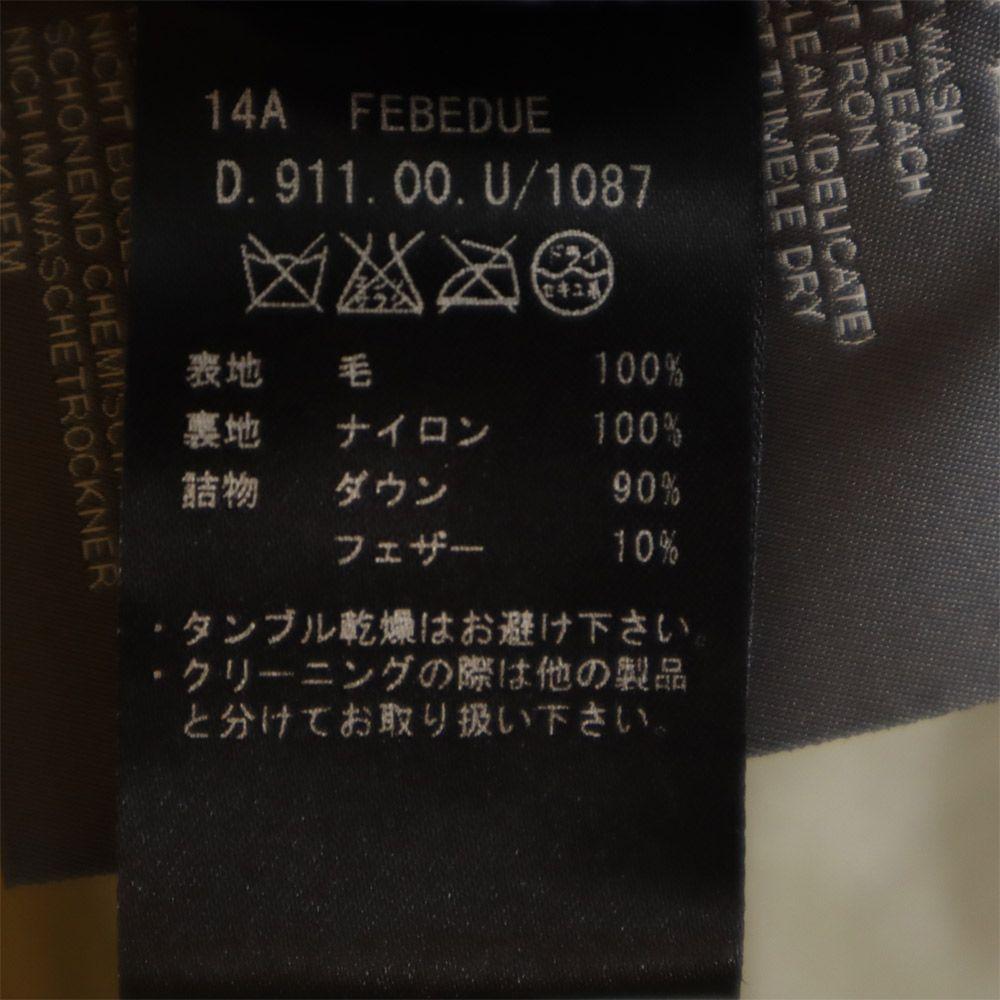 14A FEBEDUE
D. 911. 00. U/1087
ドライ
セキユ系
表地 毛 100%
裏地 ナイロン 100%
詰物 ダウン 90%
フェザー 10%
・タンブル乾燥はお避け下さい。
・クリーニングの際は他の製品
と分けてお取り扱い下さい。
WASH
BLEACH
IRON
CLEAN (DELICATE)
TUMBLE DRY
NICHT
SCHONEND CHEMISCH
NICH IM WASCHETROCKNER